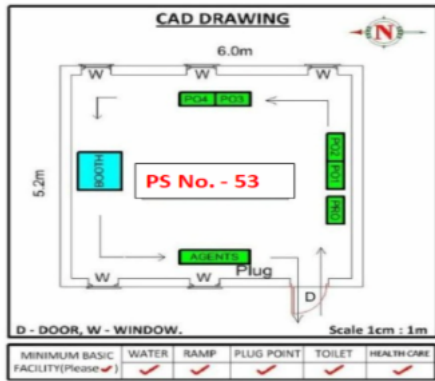 CAD DRAWING
N
6.0m
W W W
PO4 PO3
5.2m
BOOTH
PS No. - 53
PO2 PO1
PRO
AGENTS
Plug
W W
D
D - DOOR, W - WINDOW. Scale 1cm : 1m
MINIMUM BASIC FACILITY(Please ✓) WATER RAMP PLUG POINT TOILET HEALTH CARE
✓ ✓ ✓ ✓ ✓